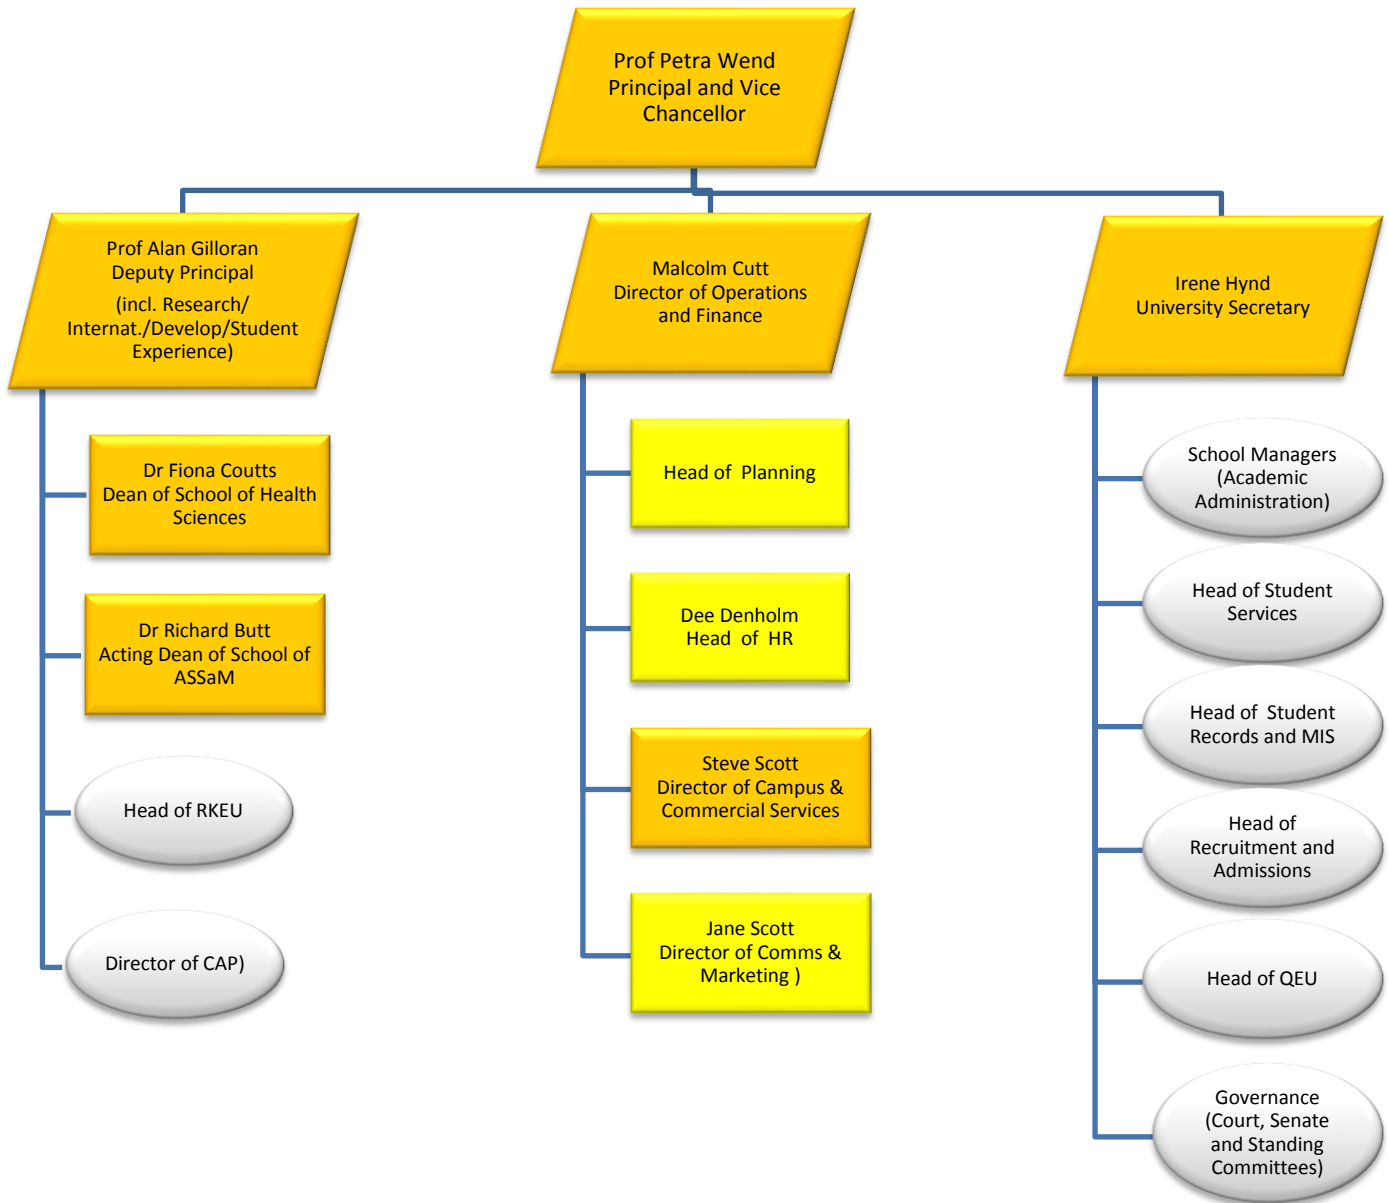 Prof Petra Wend
Principal and Vice
Chancellor
Prof Alan Gilloran
Deputy Principal
(incl. Research/
Internat./Develop/Student
Experience)
Malcolm Cutt
Director of Operations
and Finance
Irene Hynd
University Secretary
Dr Fiona Coutts
Dean of School of Health
Sciences
Dr Richard Butt
Acting Dean of School of
ASSaM
Head of RKEU
Director of CAP)
Head of  Planning
Dee Denholm
Head  of  HR
Steve Scott
Director of Campus &
Commercial Services
Jane Scott
Director of Comms &
Marketing )
School Managers
(Academic
Administration)
Head of Student
Services
Head of  Student
Records and MIS
Head of
Recruitment and
Admissions
Head of QEU
Governance
(Court, Senate
and Standing
Committees)